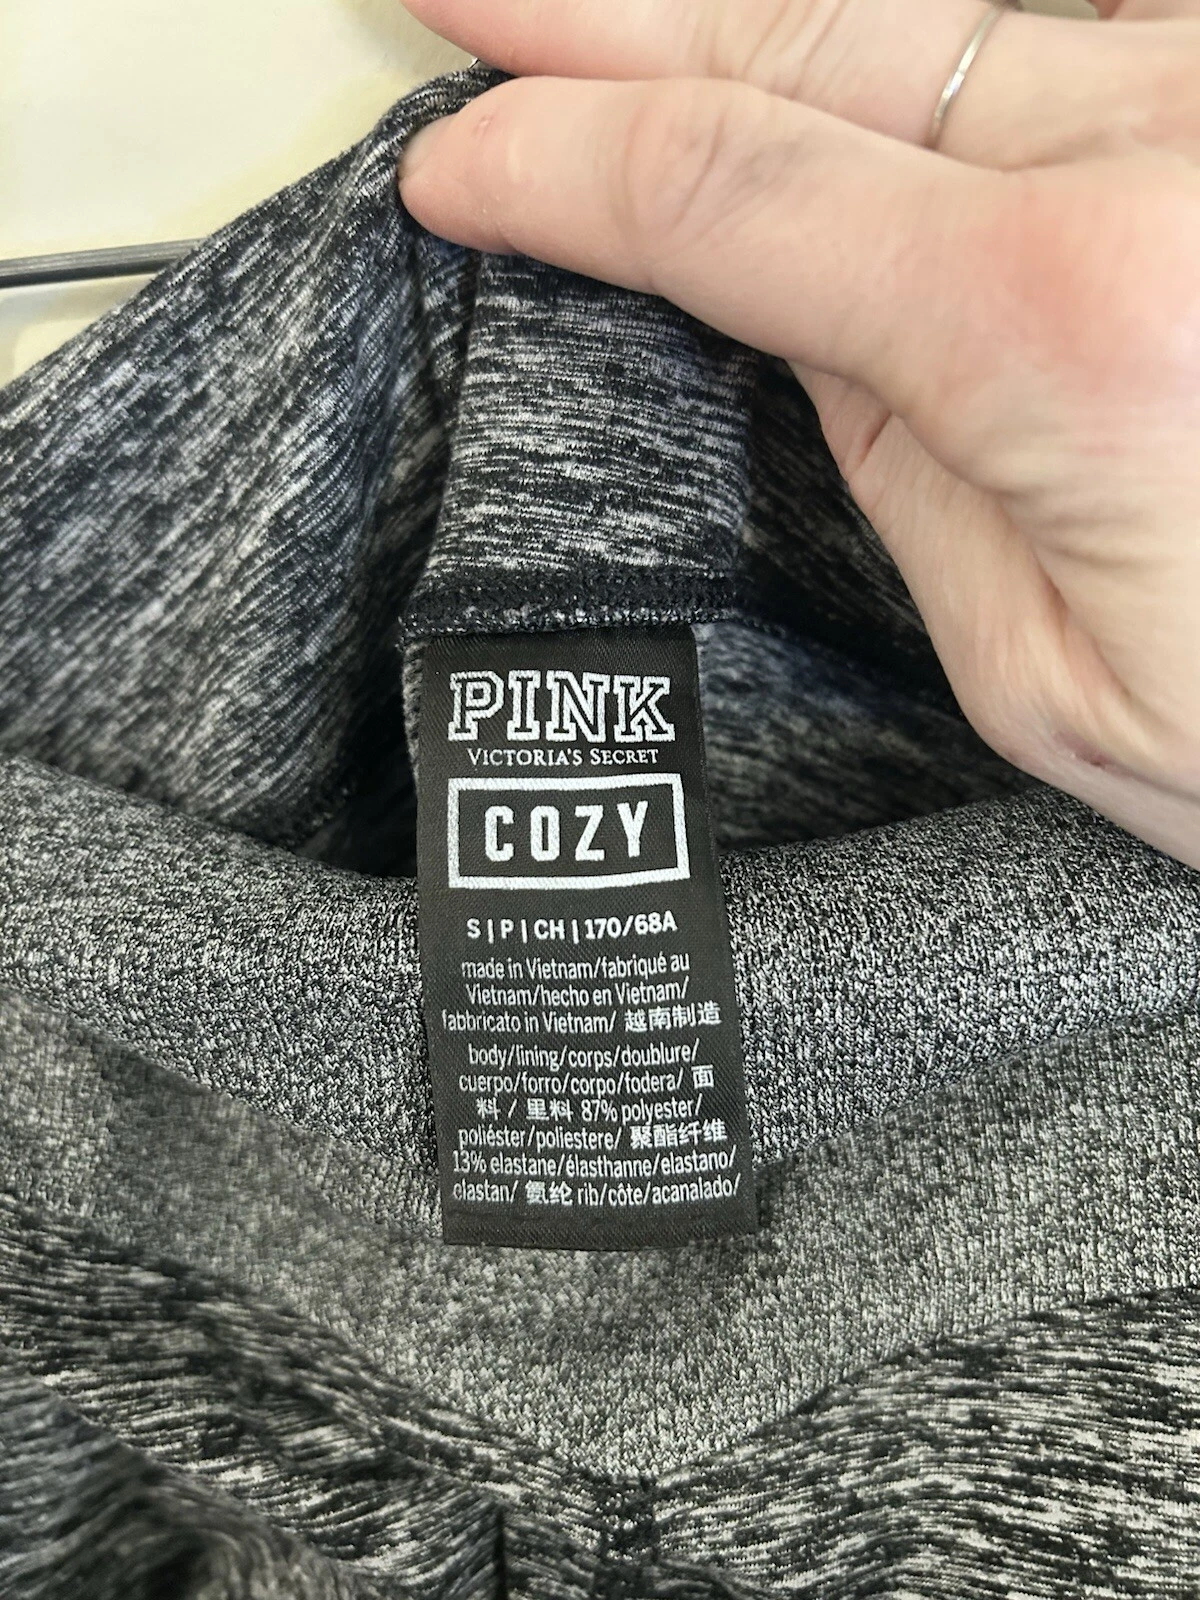 PINK
VICTORIA'S SECRET
COZY
S | P | CH | 170/68A
made in Vietnam/fabriqué au
Vietnam/hecho en Vietnam/
fabbricato in Vietnam/ 越南制造
body/lining/corps/doublure/
cuerpo/forro/corpo/fodera/ 面
料 / 里料 87% polyester/
poliéster/poliestere/ 聚酯纤维
13% elastane/élasthanne/elastano/
elastan/ 氨纶 rib/côte/acanalado/